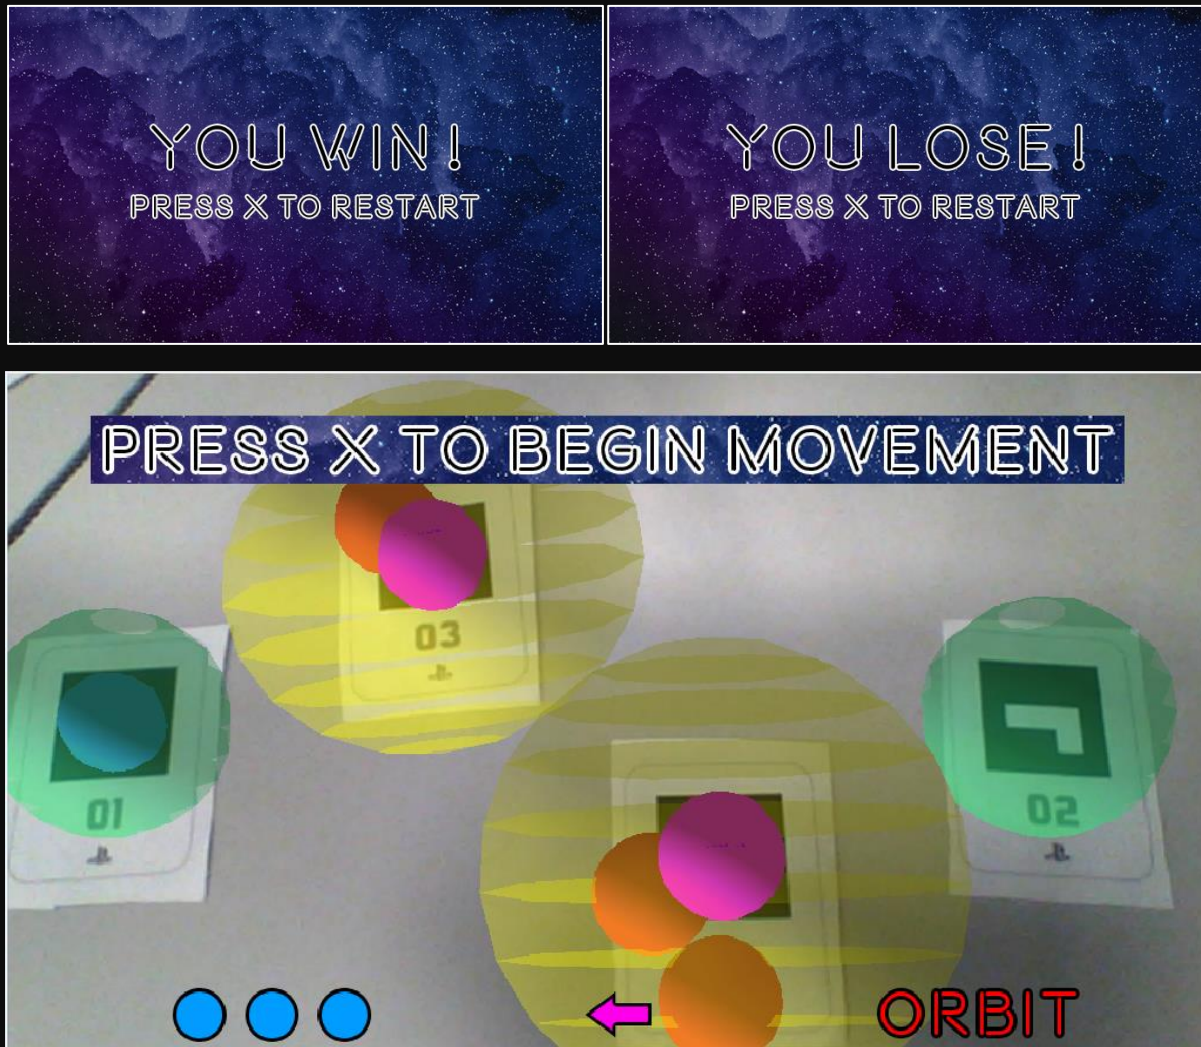 YOU WIN!
PRESS X TO RESTART
YOU LOSE!
PRESS X TO RESTART
PRESS X TO BEGIN MOVEMENT
03
01
02
ORBIT